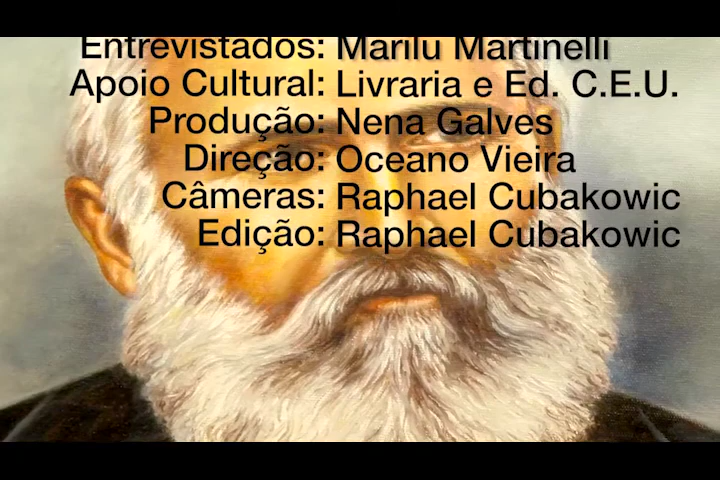 Entrevistados: Marilu Martinelli
Apoio Cultural: Livraria e Ed. C.E.U.
Produção: Nena Galves
Direção: Oceano Vieira
Câmeras: Raphael Cubakowic
Edição: Raphael Cubakowic